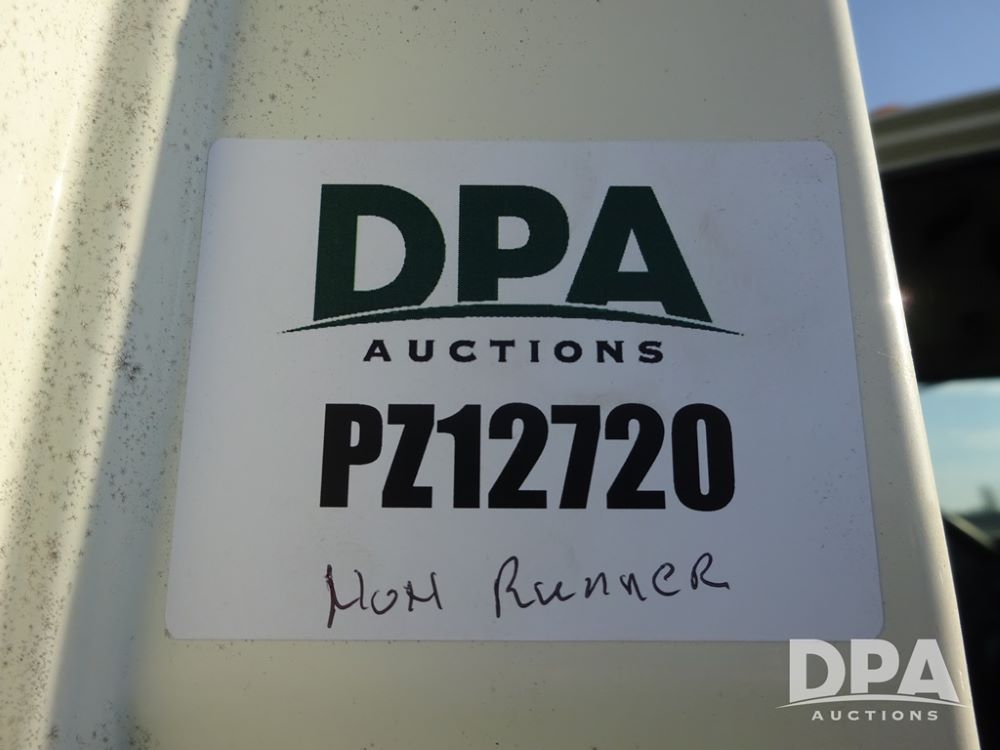 DPA
AUCTIONS
PZ12720
NON RUNNER
DPA
AUCTIONS